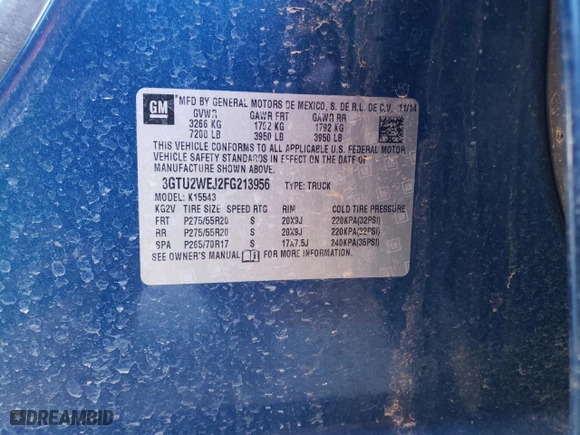 GM
*MFD BY GENERAL MOTORS DE MEXICO, S. DE R.L. DE C.V. 11/14
GVWR GAWR FRT GAWR RR
3266 KG 1792 KG 1792 KG
7200 LB 3950 LB 3950 LB
THIS VEHICLE CONFORMS TO ALL APPLICABLE U.S. FEDERAL MOTOR
VEHICLE SAFETY STANDARDS IN EFFECT ON THE DATE OF
MANUFACTURE SHOWN ABOVE.
3GTU2WEJ2FG213956 TYPE: TRUCK
MODEL: K15543
KG2V TIRE SIZE SPEED RTG RIM COLD TIRE PRESSURE
FRT P275/55R20 S 20X9J 220KPA(32PSI)
RR P275/55R20 S 20X9J 220KPA(32PSI)
SPA P265/70R17 S 17X7.5J 240KPA(35PSI)
SEE OWNER'S MANUAL FOR MORE INFORMATION.
DREAMBID